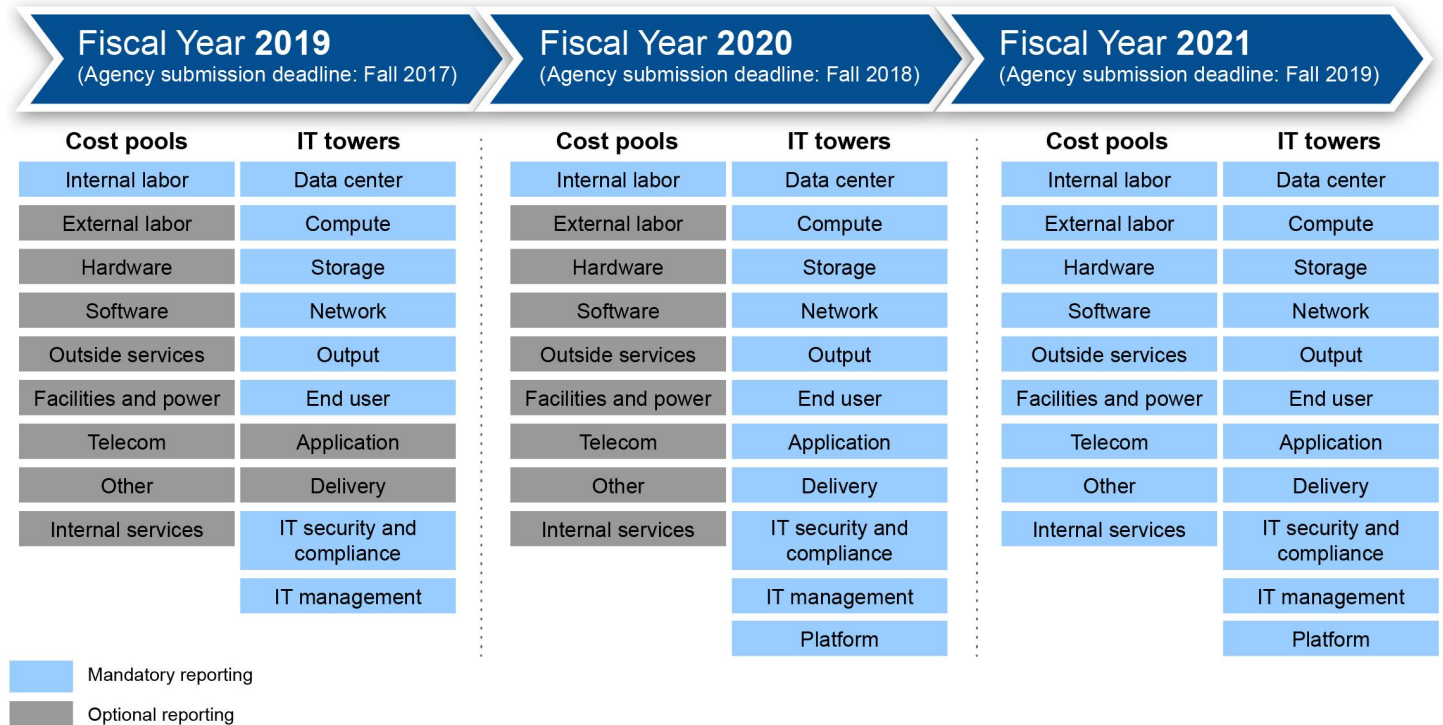 Fiscal Year 2019
(Agency submission deadline: Fall 2017)
Cost pools
Internal labor
External labor
Hardware
Software
Outside services
Facilities and power
Telecom
Other
Internal services
IT towers
Data center
Compute
Storage
Network
Output
End user
Application
Delivery
IT security and
compliance
IT management
Fiscal Year 2020
(Agency submission deadline: Fall 2018)
Cost pools
Internal labor
External labor
Hardware
Software
Outside services
Facilities and power
Telecom
Other
Internal services
IT towers
Data center
Compute
Storage
Network
Output
End user
Application
Delivery
IT security and
compliance
IT management
Platform
Fiscal Year 2021
(Agency submission deadline: Fall 2019)
Cost pools
Internal labor
External labor
Hardware
Software
Outside services
Facilities and power
Telecom
Other
Internal services
IT towers
Data center
Compute
Storage
Network
Output
End user
Application
Delivery
IT security and
compliance
IT management
Platform
Mandatory reporting
Optional reporting